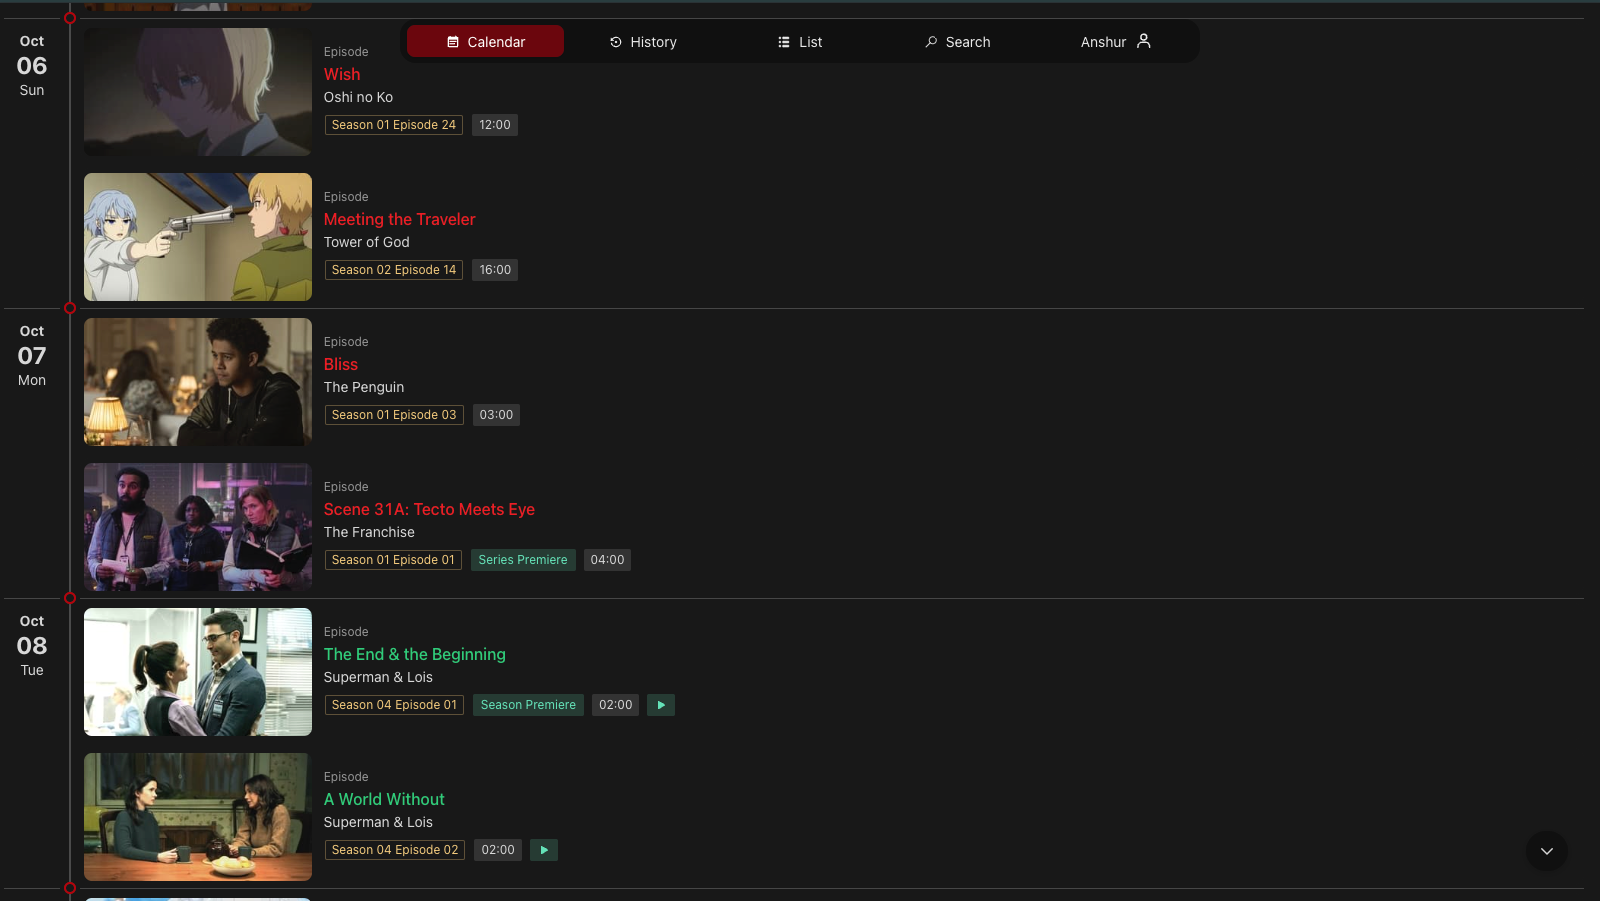 Calendar
History
List
Search
Anshur
Oct
06
Sun
Episode
Wish
Oshi no Ko
Season 01 Episode 24
12:00
Episode
Meeting the Traveler
Tower of God
Season 02 Episode 14
16:00
Oct
07
Mon
Episode
Bliss
The Penguin
Season 01 Episode 03
03:00
Episode
Scene 31A: Tecto Meets Eye
The Franchise
Season 01 Episode 01
Series Premiere
04:00
Oct
08
Tue
Episode
The End & the Beginning
Superman & Lois
Season 04 Episode 01
Season Premiere
02:00
Episode
A World Without
Superman & Lois
Season 04 Episode 02
02:00